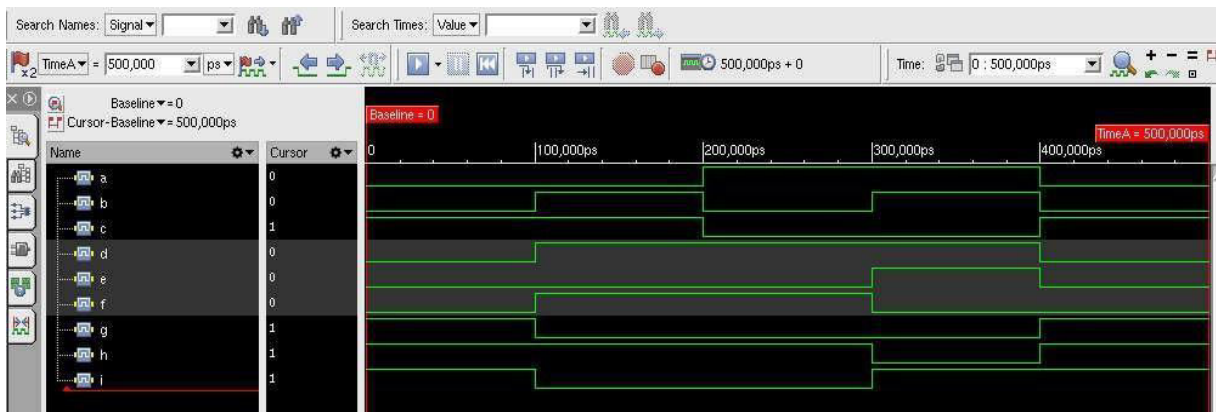 Search Names: Signal Search Times: Value
x2 TimeA = 500,000 ps 500,000ps + 0 Time: 0 : 500,000ps
Baseline = 0
Cursor-Baseline = 500,000ps
Baseline = 0
TimeA = 500,000ps
Name Cursor 0 100,000ps 200,000ps 300,000ps 400,000ps
a 0
b 0
c 1
d 0
e 0
f 0
g 1
h 1
i 1